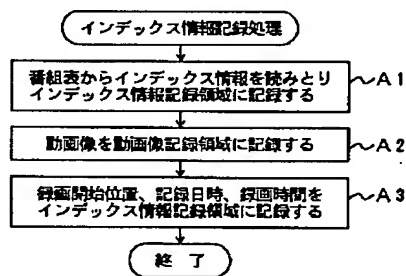 インデックス情報記録処理
番組表からインデックス情報を読みとり ~A1
インデックス情報記録領域に記録する
動画像を動画像記録領域に記録する ~A2
録画開始位置、記録日時、録画時間を ~A3
インデックス情報記録領域に記録する
終 了